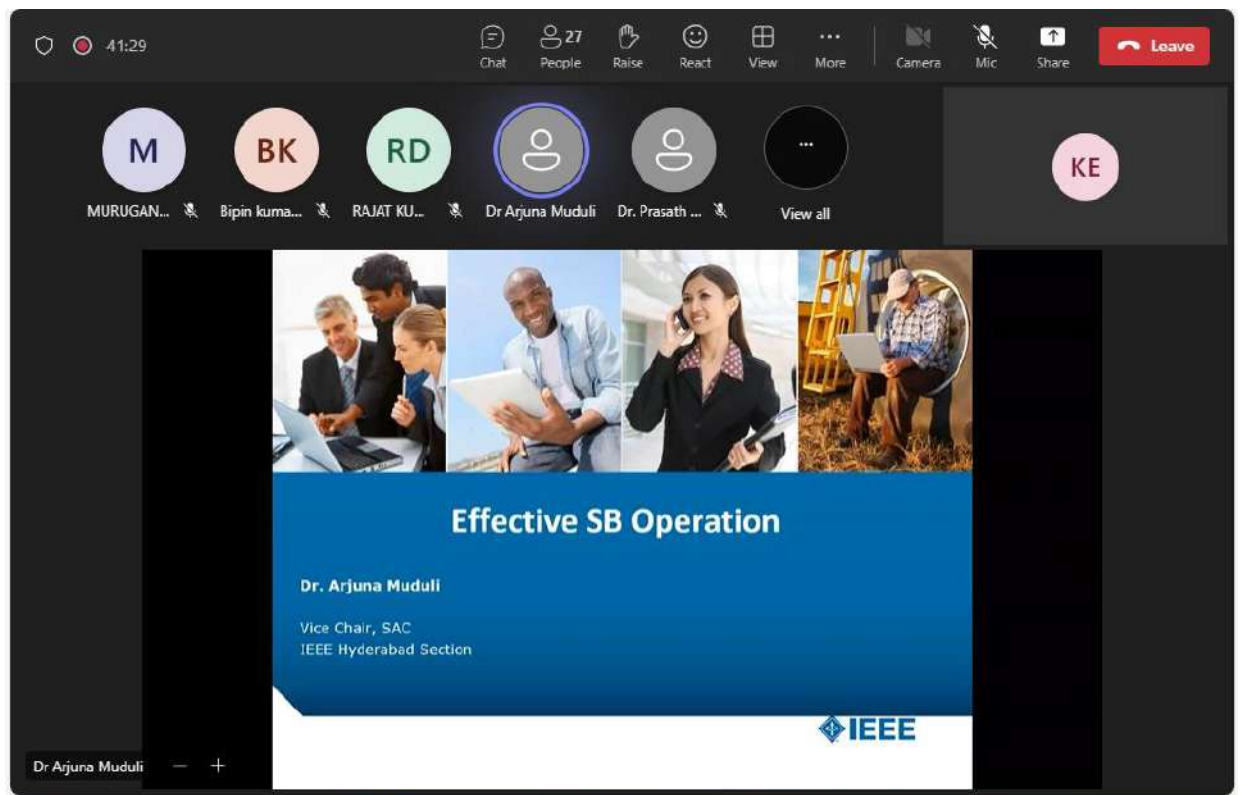 41:29
Chat
27
People
Raise
React
View
More
Camera
Mic
Share
Leave
M
BK
RD
KE
MURUGAN...
Bipin kuma...
RAJAT KU...
Dr Arjuna Muduli
Dr. Prasath ...
View all
Effective SB Operation
Dr. Arjuna Muduli
Vice Chair, SAC
IEEE Hyderabad Section
IEEE
Dr Arjuna Muduli